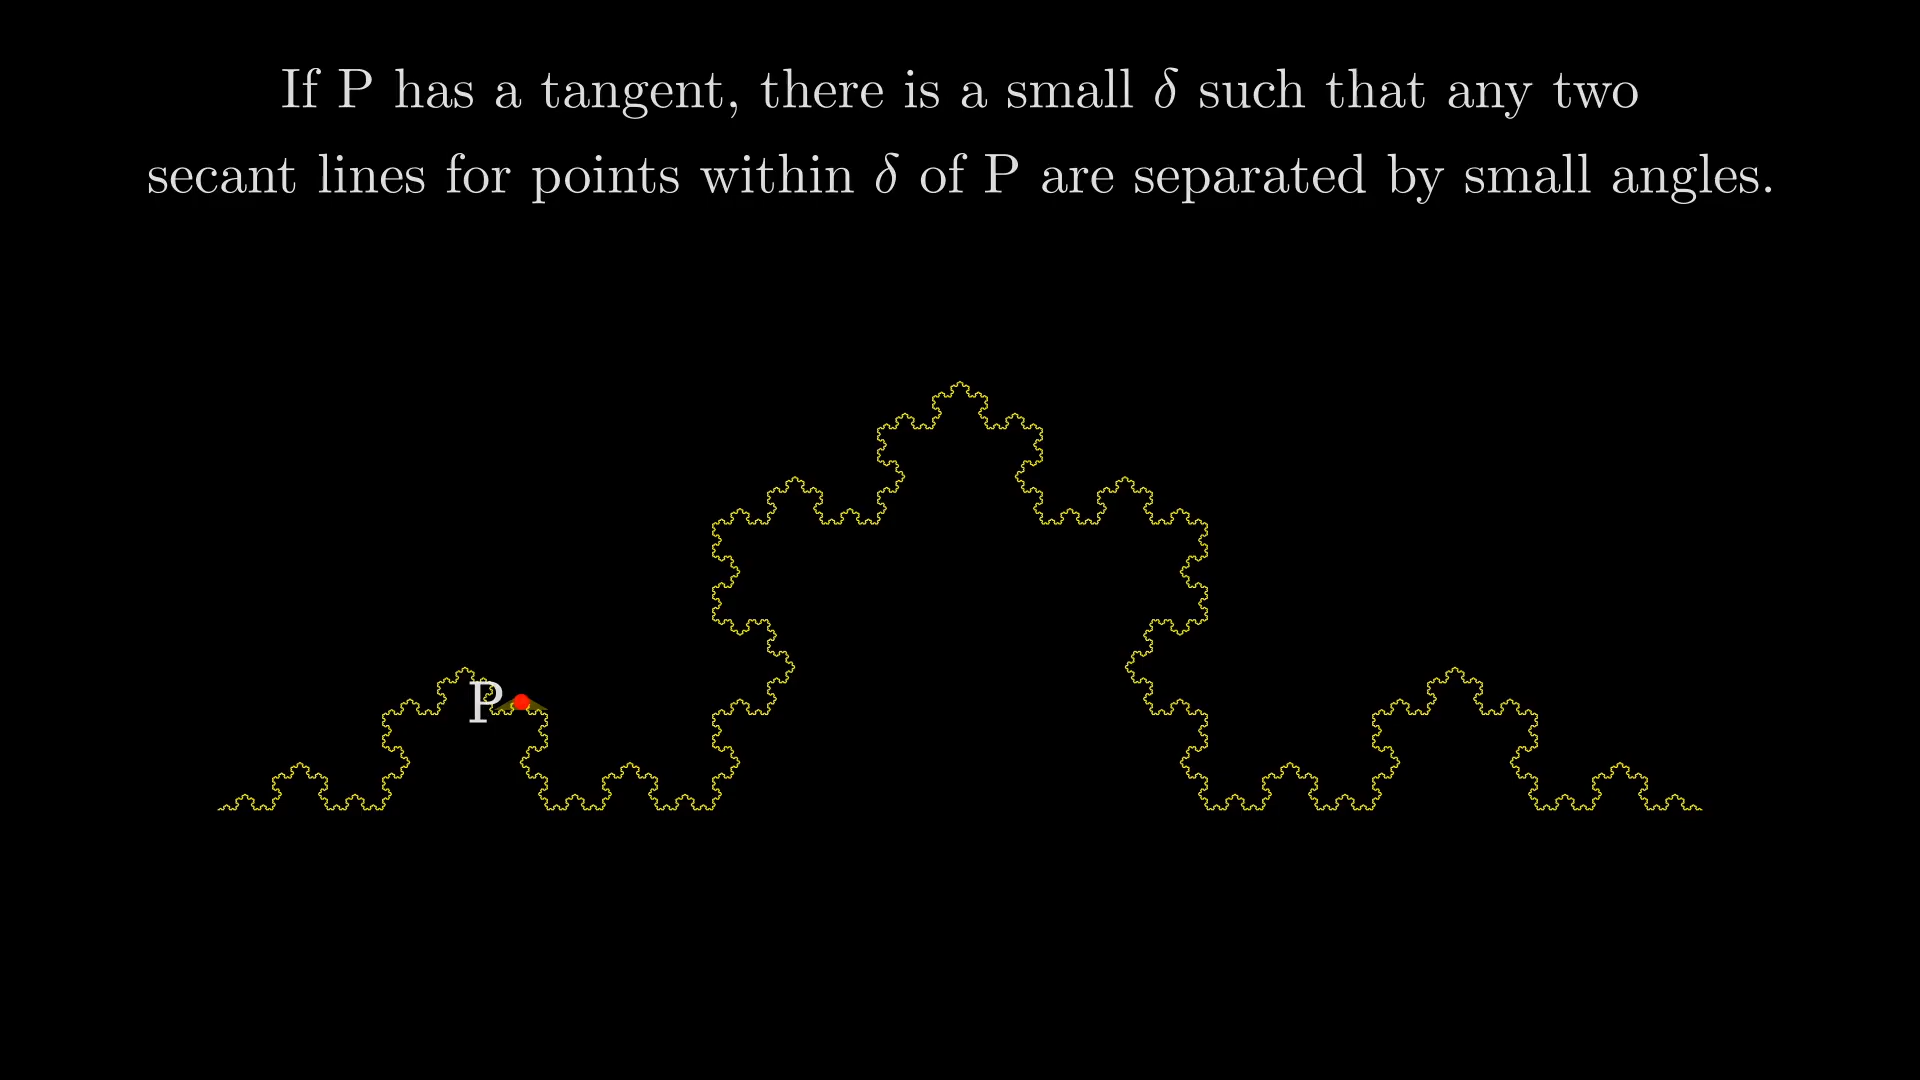 If P has a tangent, there is a small δ such that any two
secant lines for points within δ of P are separated by small angles.
P